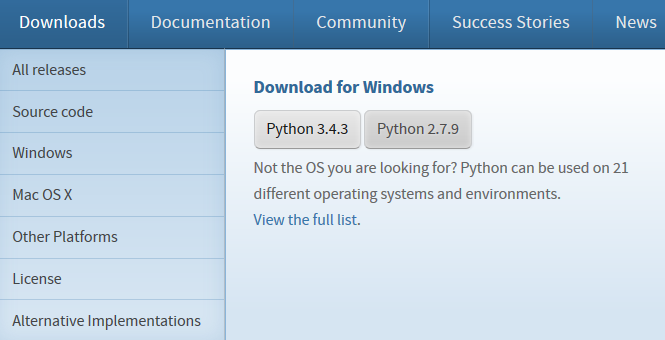 Downloads Documentation Community Success Stories News
All releases
Source code
Windows
Mac OS X
Other Platforms
License
Alternative Implementations
Download for Windows
Python 3.4.3 Python 2.7.9
Not the OS you are looking for? Python can be used on 21
different operating systems and environments.
View the full list.